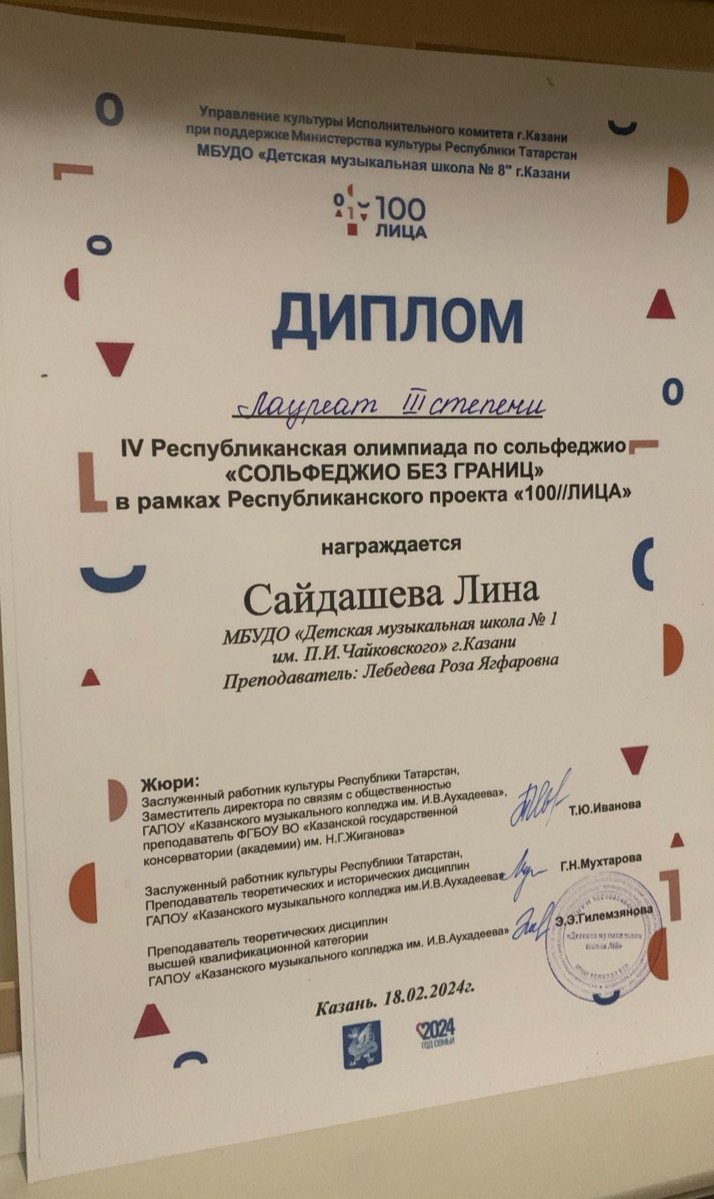 Управление культуры Исполнительного комитета г.Казани
при поддержке Министерства культуры Республики Татарстан
МБУДО «Детская музыкальная школа № 8" г.Казани
100
ЛИЦА
ДИПЛОМ
Лауреат III степени
IV Республиканская олимпиада по сольфеджио
«СОЛЬФЕДЖИО БЕЗ ГРАНИЦ»
в рамках Республиканского проекта «100//ЛИЦА»
награждается
Сайдашева Лина
МБУДО «Детская музыкальная школа № 1
им. П.И.Чайковского» г.Казани
Преподаватель: Лебедева Роза Ягфаровна
Жюри:
Заслуженный работник культуры Республики Татарстан,
Заместитель директора по связям с общественностью
ГАПОУ «Казанского музыкального колледжа им. И.В.Аухадеева»,
преподаватель ФГБОУ ВО «Казанской государственной
консерватории (академии) им. Н.Г.Жиганова»
Т.Ю.Иванова
Заслуженный работник культуры Республики Татарстан,
Преподаватель теоретических и исторических дисциплин
ГАПОУ «Казанского музыкального колледжа им.И.В.Аухадеева»
Г.Н.Мухтарова
Преподаватель теоретических дисциплин
высшей квалификационной категории
ГАПОУ «Казанского музыкального колледжа им. И.В.Аухадеева»
Э.Э.Гилемзянова
«Детская музыкальная
школа №8»
Казань. 18.02.2024г.
2024
ГОД СЕМЬИ